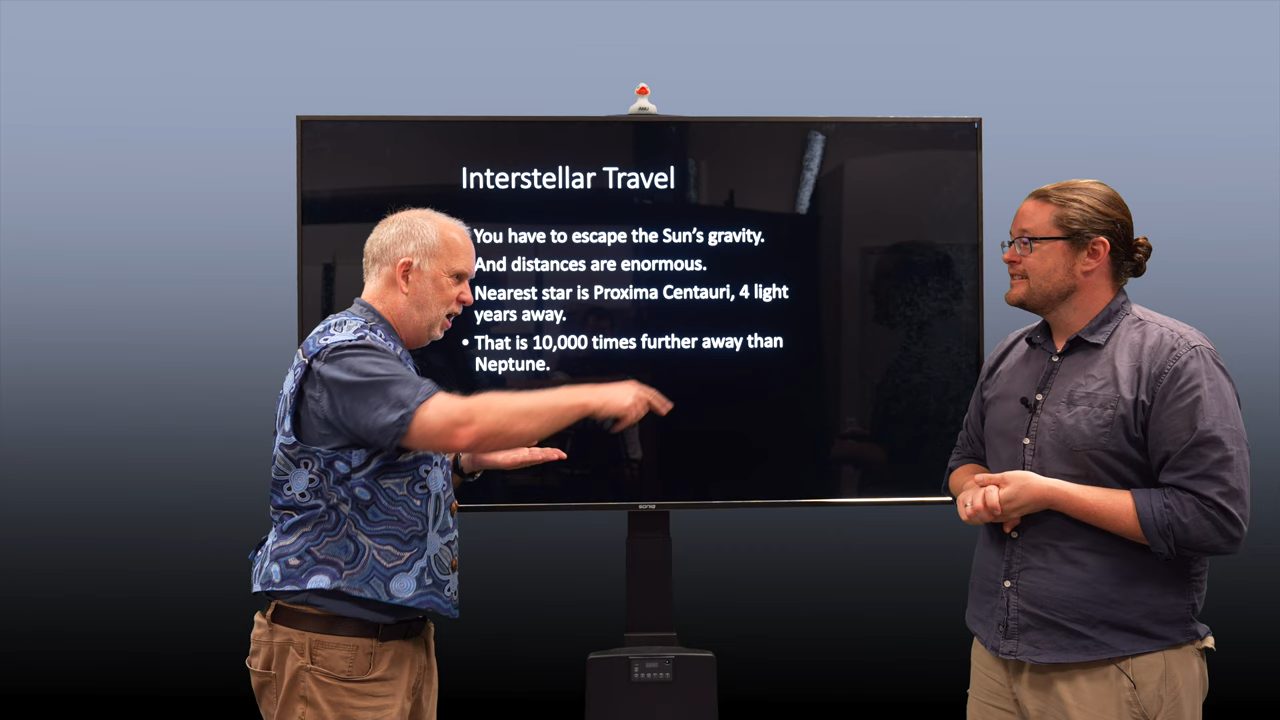 Interstellar Travel
You have to escape the Sun's gravity.
And distances are enormous.
Nearest star is Proxima Centauri, 4 light
years away.
• That is 10,000 times further away than
Neptune.
soniq